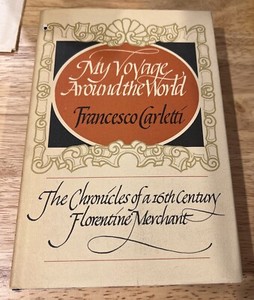 My Voyage
Around the World
Francesco Carletti
The Chronicles of a 16th Century
Florentine Merchant